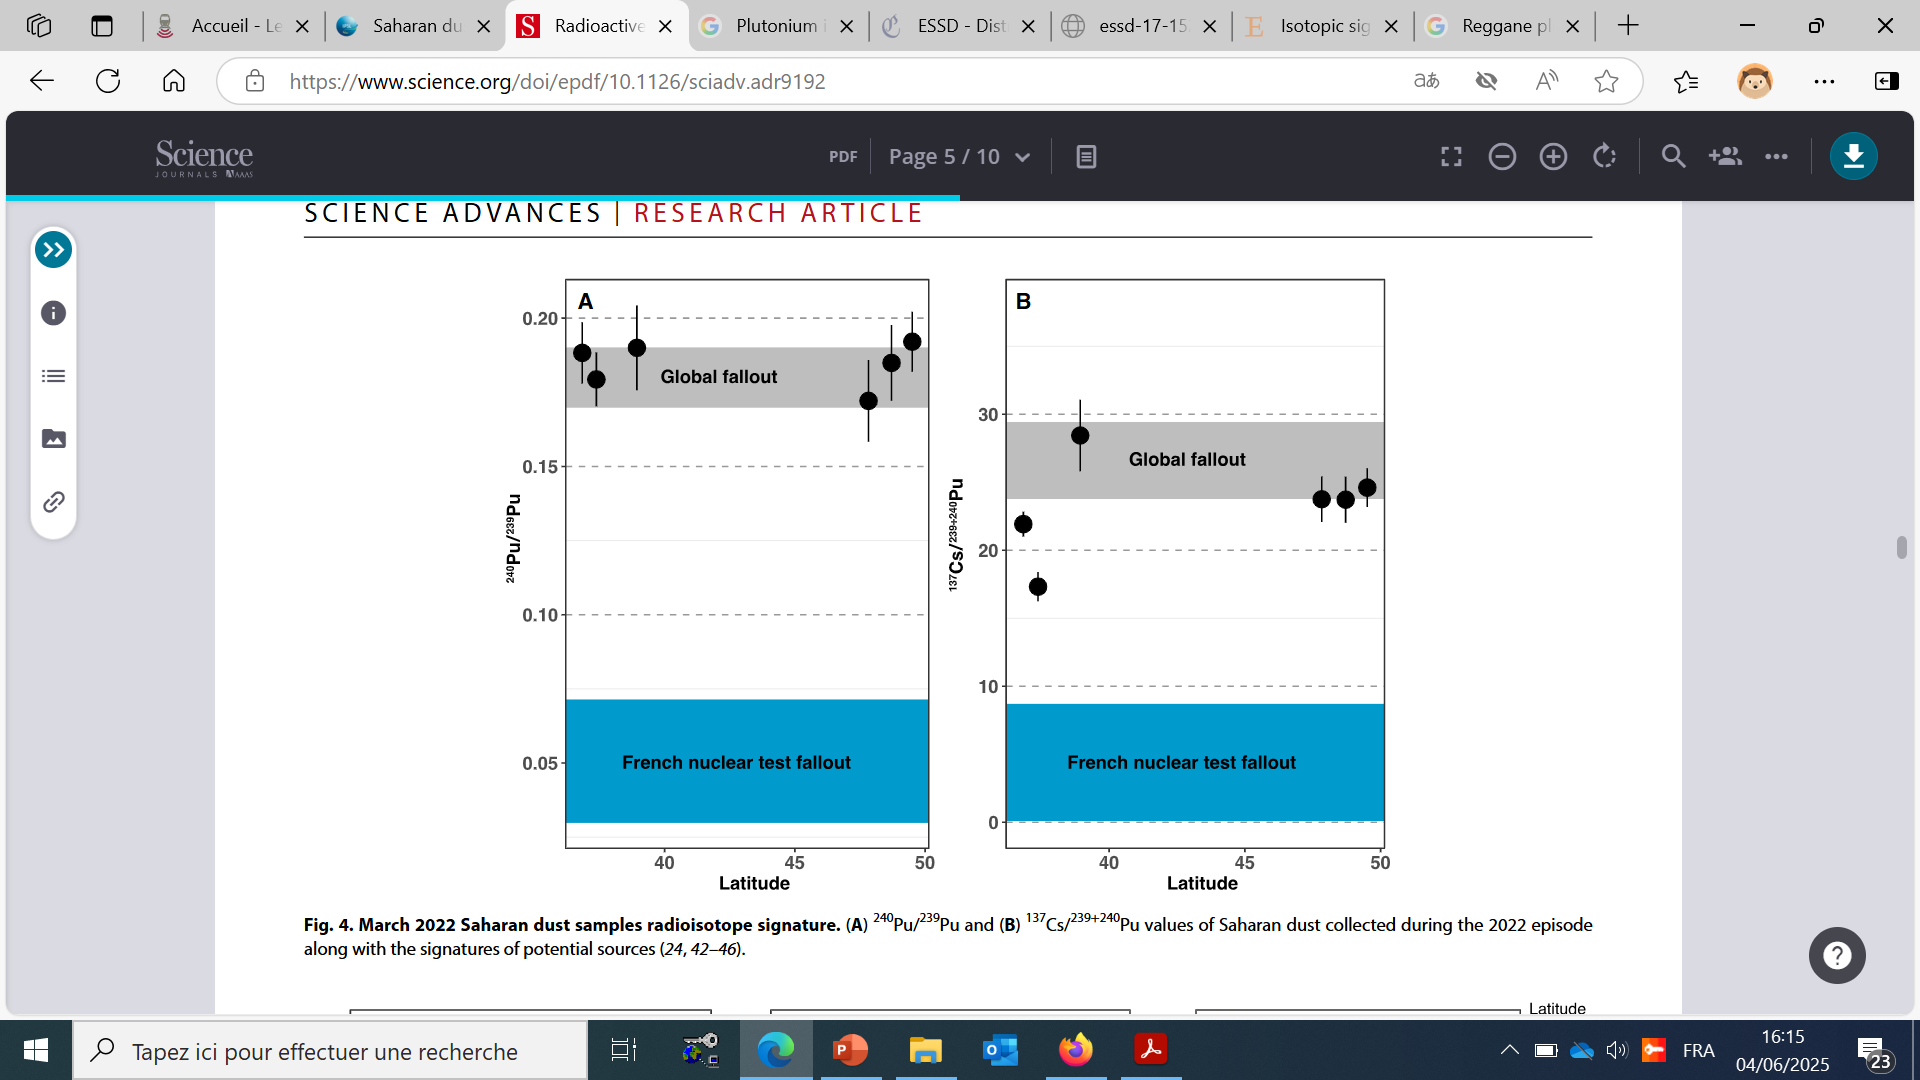 Accueil - Le
Saharan du
Radioactive
Plutonium i
ESSD - Dist
essd-17-15
Isotopic sig
Reggane pl
https://www.science.org/doi/epdf/10.1126/sciadv.adr9192
aあ
Science
JOURNALS AAAS
PDF
Page 5 / 10
SCIENCE ADVANCES | RESEARCH ARTICLE
A
0.20
0.15
0.10
0.05
240Pu/239Pu
Global fallout
French nuclear test fallout
40 45 50
Latitude
B
30
20
10
0
137Cs/239+240Pu
Global fallout
French nuclear test fallout
40 45 50
Latitude
Fig. 4. March 2022 Saharan dust samples radioisotope signature. (A) 240Pu/239Pu and (B) 137Cs/239+240Pu values of Saharan dust collected during the 2022 episode
along with the signatures of potential sources (24, 42–46).
Latitude
Tapez ici pour effectuer une recherche
FRA
16:15
04/06/2025
23